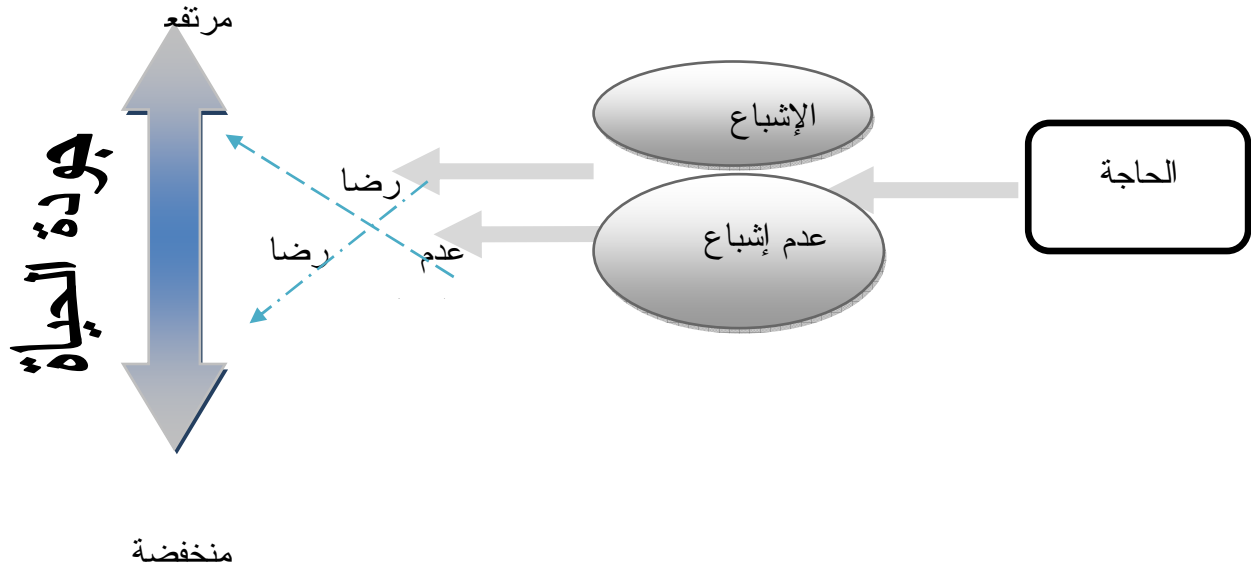 مرتفع
الإشباع
الحاجة
رضا
عدم إشباع
عدم رضا
جودة الحياة
منخفضة